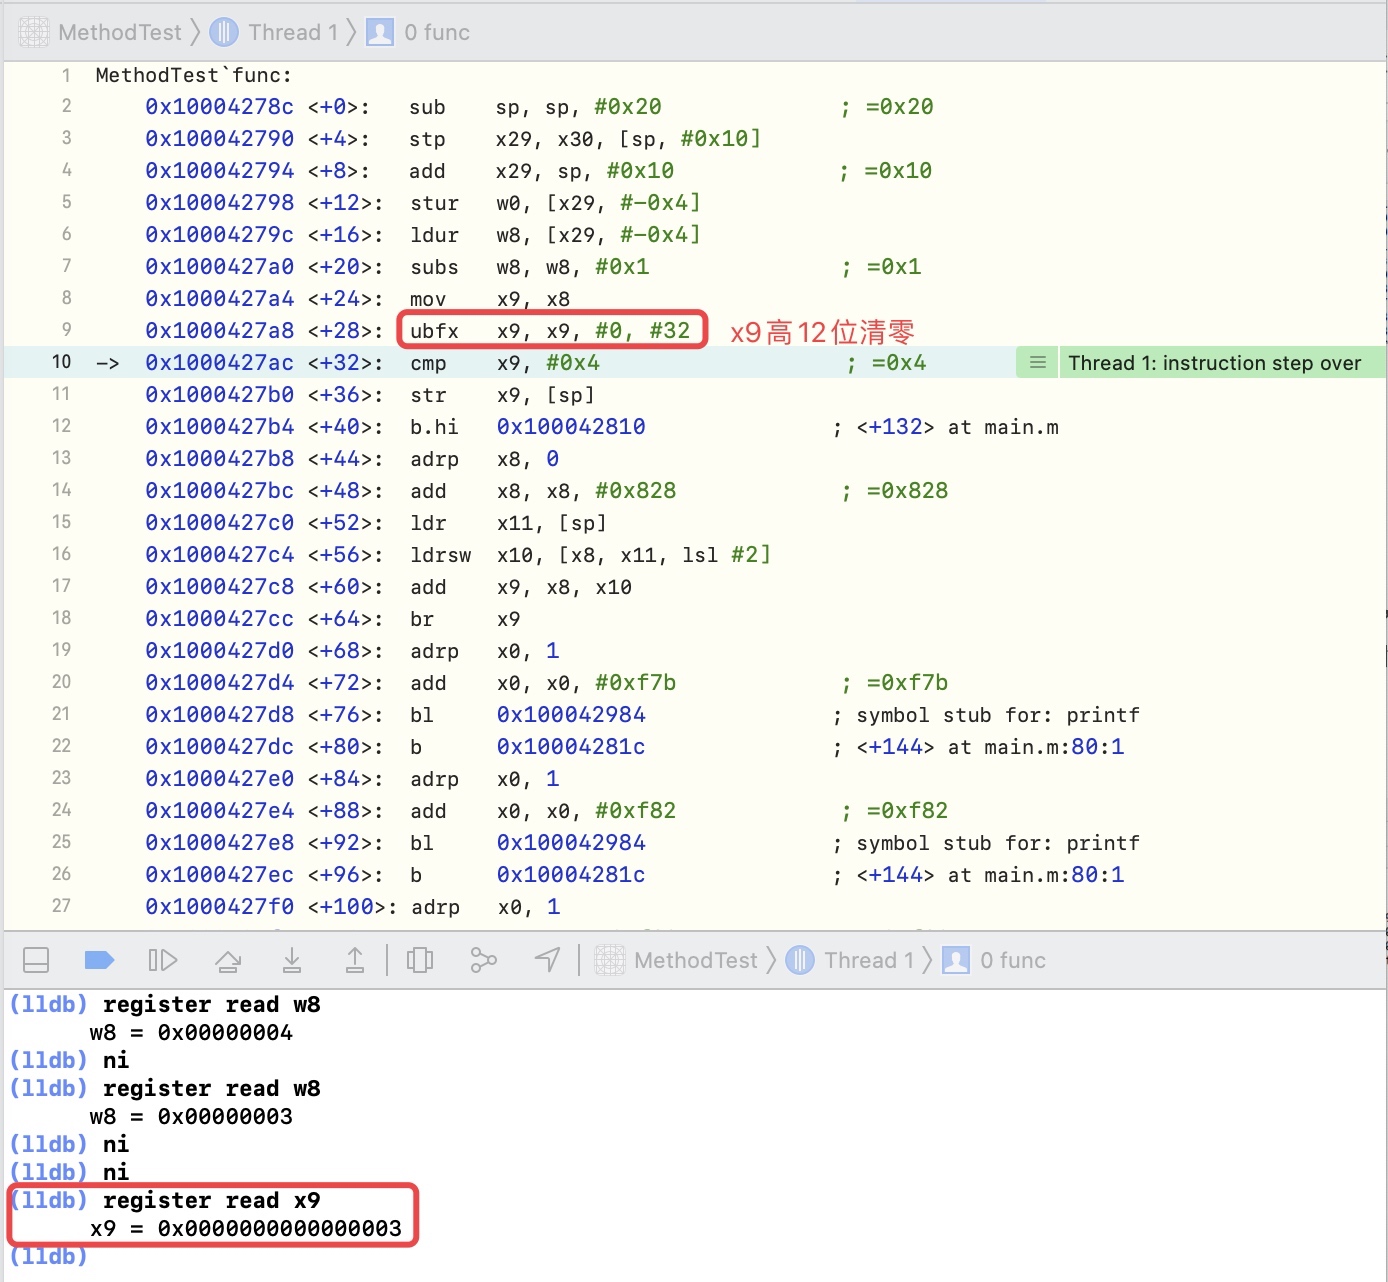 MethodTest Thread 1 0 func
1 MethodTest`func:
2 0x10004278c <+0>: sub sp, sp, #0x20 ; =0x20
3 0x100042790 <+4>: stp x29, x30, [sp, #0x10]
4 0x100042794 <+8>: add x29, sp, #0x10 ; =0x10
5 0x100042798 <+12>: stur w0, [x29, #-0x4]
6 0x10004279c <+16>: ldur w8, [x29, #-0x4]
7 0x1000427a0 <+20>: subs w8, w8, #0x1 ; =0x1
8 0x1000427a4 <+24>: mov x9, x8
9 0x1000427a8 <+28>: ubfx x9, x9, #0, #32 x9高12位清零
10 -> 0x1000427ac <+32>: cmp x9, #0x4 ; =0x4 Thread 1: instruction step over
11 0x1000427b0 <+36>: str x9, [sp]
12 0x1000427b4 <+40>: b.hi 0x100042810 ; <+132> at main.m
13 0x1000427b8 <+44>: adrp x8, 0
14 0x1000427bc <+48>: add x8, x8, #0x828 ; =0x828
15 0x1000427c0 <+52>: ldr x11, [sp]
16 0x1000427c4 <+56>: ldrsw x10, [x8, x11, lsl #2]
17 0x1000427c8 <+60>: add x9, x8, x10
18 0x1000427cc <+64>: br x9
19 0x1000427d0 <+68>: adrp x0, 1
20 0x1000427d4 <+72>: add x0, x0, #0xf7b ; =0xf7b
21 0x1000427d8 <+76>: bl 0x100042984 ; symbol stub for: printf
22 0x1000427dc <+80>: b 0x10004281c ; <+144> at main.m:80:1
23 0x1000427e0 <+84>: adrp x0, 1
24 0x1000427e4 <+88>: add x0, x0, #0xf82 ; =0xf82
25 0x1000427e8 <+92>: bl 0x100042984 ; symbol stub for: printf
26 0x1000427ec <+96>: b 0x10004281c ; <+144> at main.m:80:1
27 0x1000427f0 <+100>: adrp x0, 1
MethodTest Thread 1 0 func
(lldb) register read w8
w8 = 0x00000004
(lldb) ni
(lldb) register read w8
w8 = 0x00000003
(lldb) ni
(lldb) ni
(lldb) register read x9
x9 = 0x0000000000000003
(lldb)